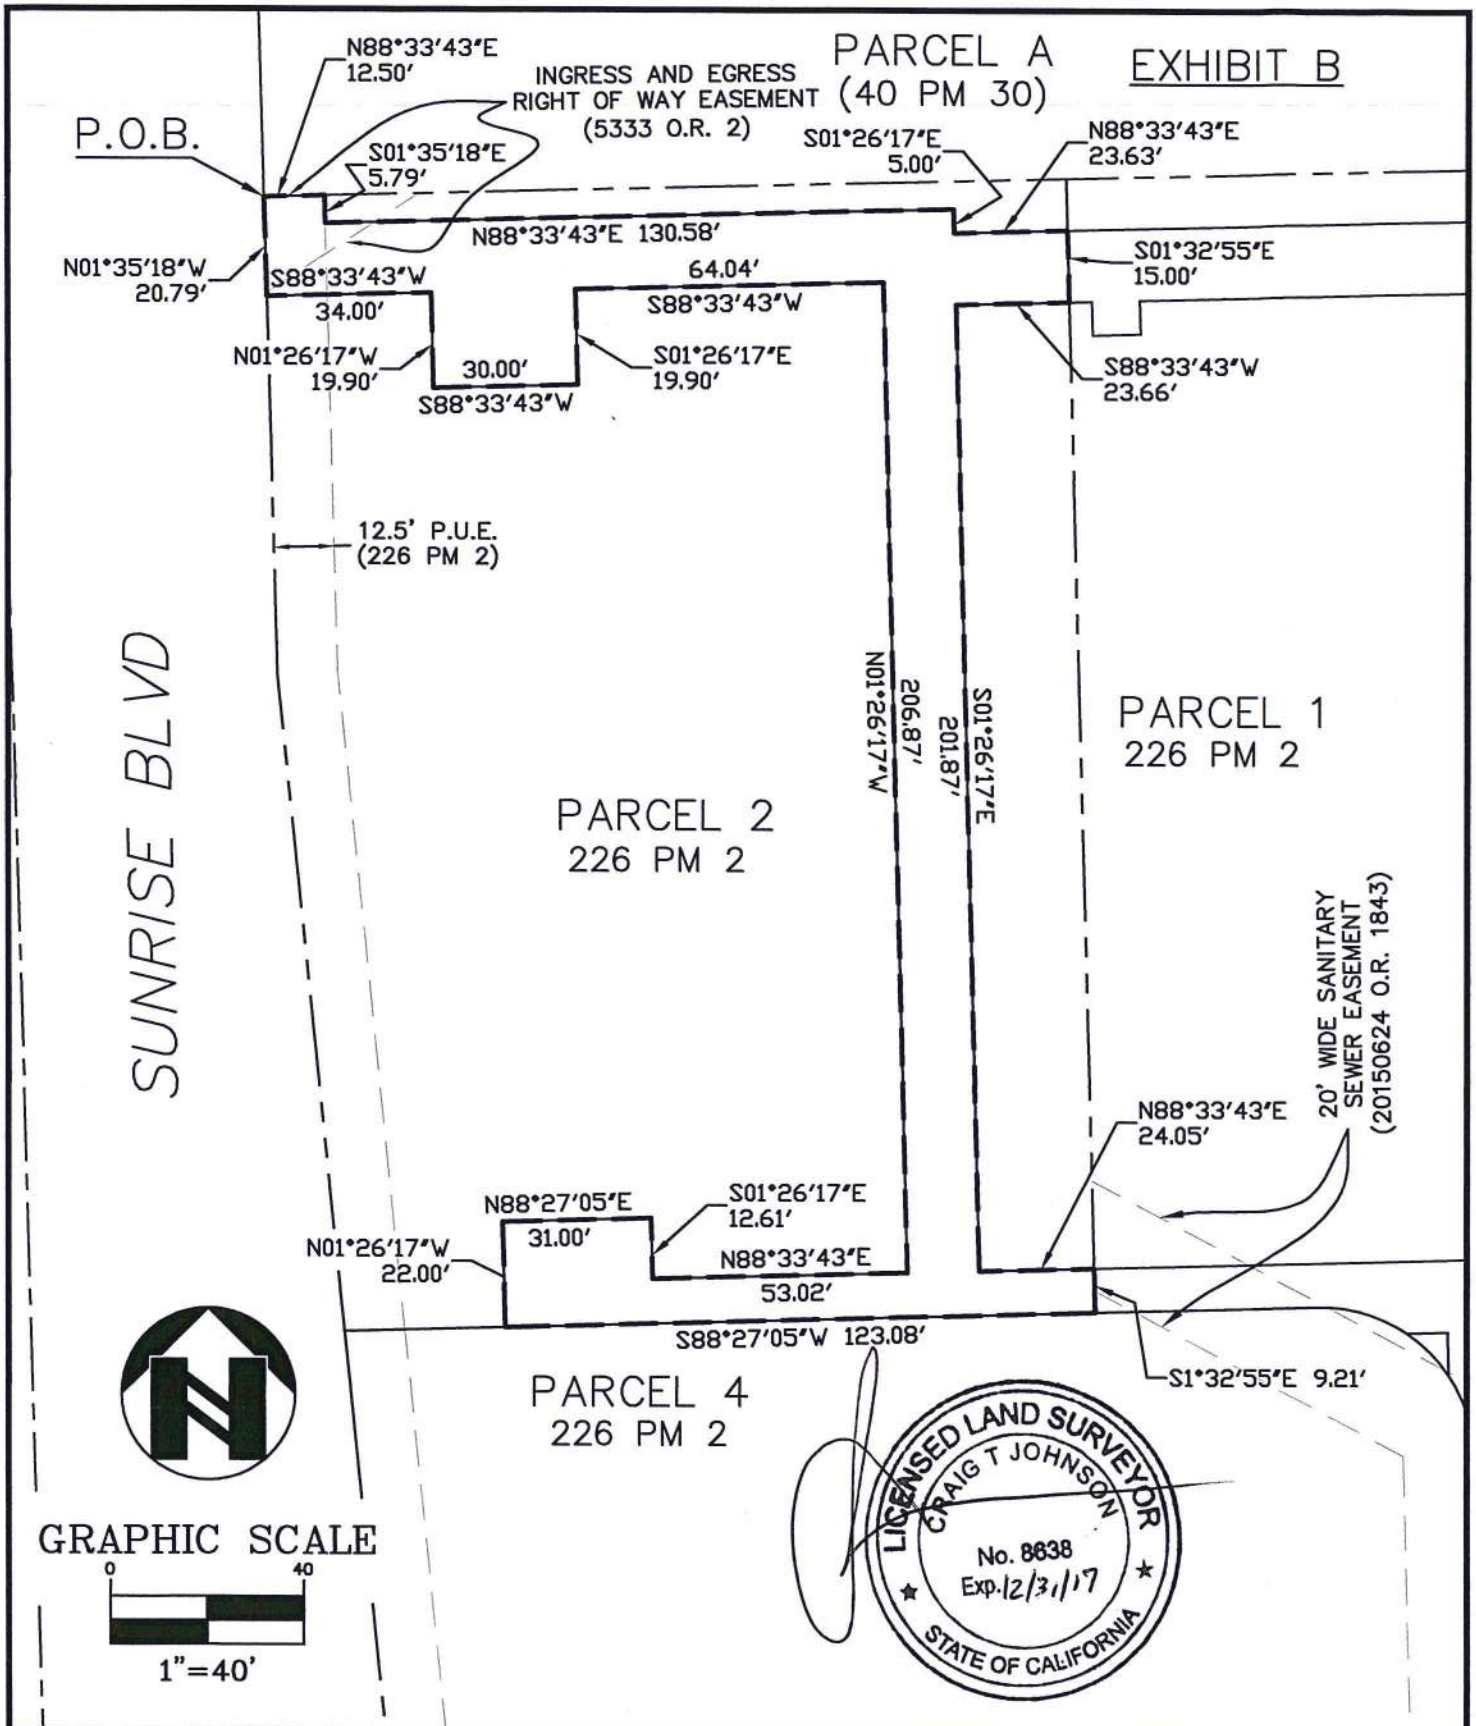 PARCEL A
(40 PM 30)
EXHIBIT B
N88°33'43"E
12.50'
INGRESS AND EGRESS
RIGHT OF WAY EASEMENT
(5333 O.R. 2)
P.O.B.
S01°35'18"E
5.79'
S01°26'17"E
5.00'
N88°33'43"E
23.63'
N88°33'43"E 130.58'
N01°35'18"W
20.79'
S88°33'43"W
34.00'
64.04'
S88°33'43"W
S01°32'55"E
15.00'
N01°26'17"W
19.90'
30.00'
S88°33'43"W
S01°26'17"E
19.90'
S88°33'43"W
23.66'
12.5' P.U.E.
(226 PM 2)
SUNRISE BLVD
N01°26'17"W
206.87'
201.87'
S01°26'17"E
PARCEL 1
226 PM 2
PARCEL 2
226 PM 2
20' WIDE SANITARY
SEWER EASEMENT
(20150624 O.R. 1843)
N88°33'43"E
24.05'
N88°27'05"E
31.00'
S01°26'17"E
12.61'
N01°26'17"W
22.00'
N88°33'43"E
53.02'
S88°27'05"W 123.08'
S1°32'55"E 9.21'
PARCEL 4
226 PM 2
N
LICENSED LAND SURVEYOR
CRAIG T JOHNSON
No. 8638
Exp. 12/31/17
STATE OF CALIFORNIA
GRAPHIC SCALE
0 40
1"=40'